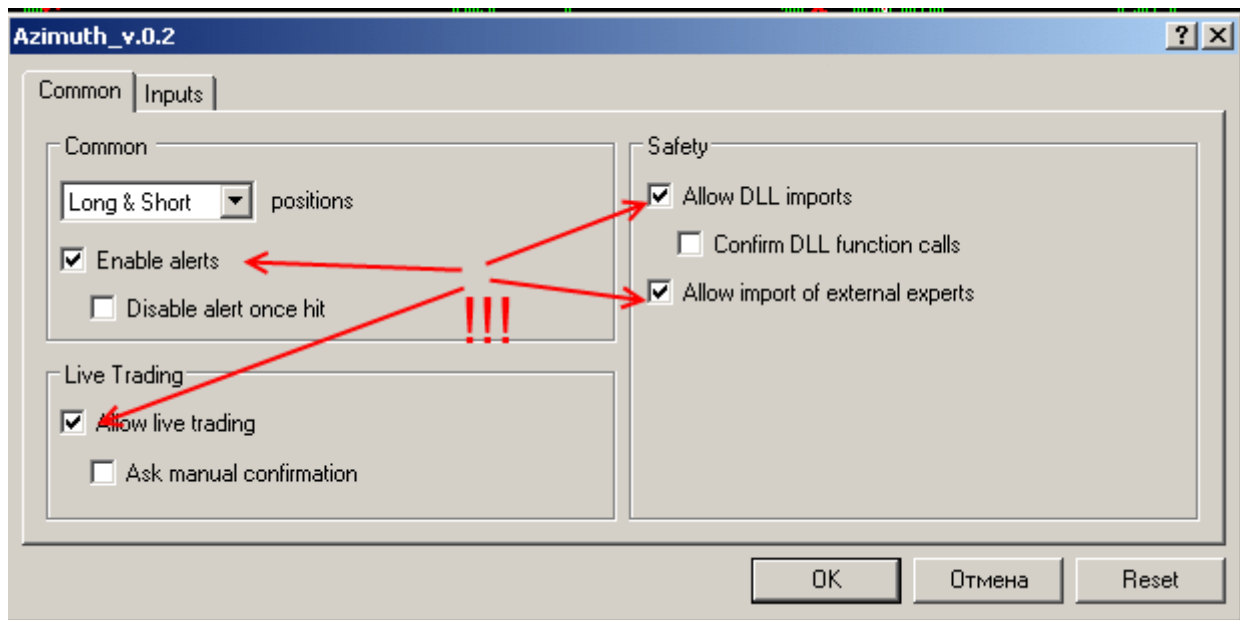 Azimuth_v.0.2
Common
Inputs
Common
Long & Short
positions
Enable alerts
Disable alert once hit
!!!
Live Trading
Allow live trading
Ask manual confirmation
Safety
Allow DLL imports
Confirm DLL function calls
Allow import of external experts
OK
Отмена
Reset